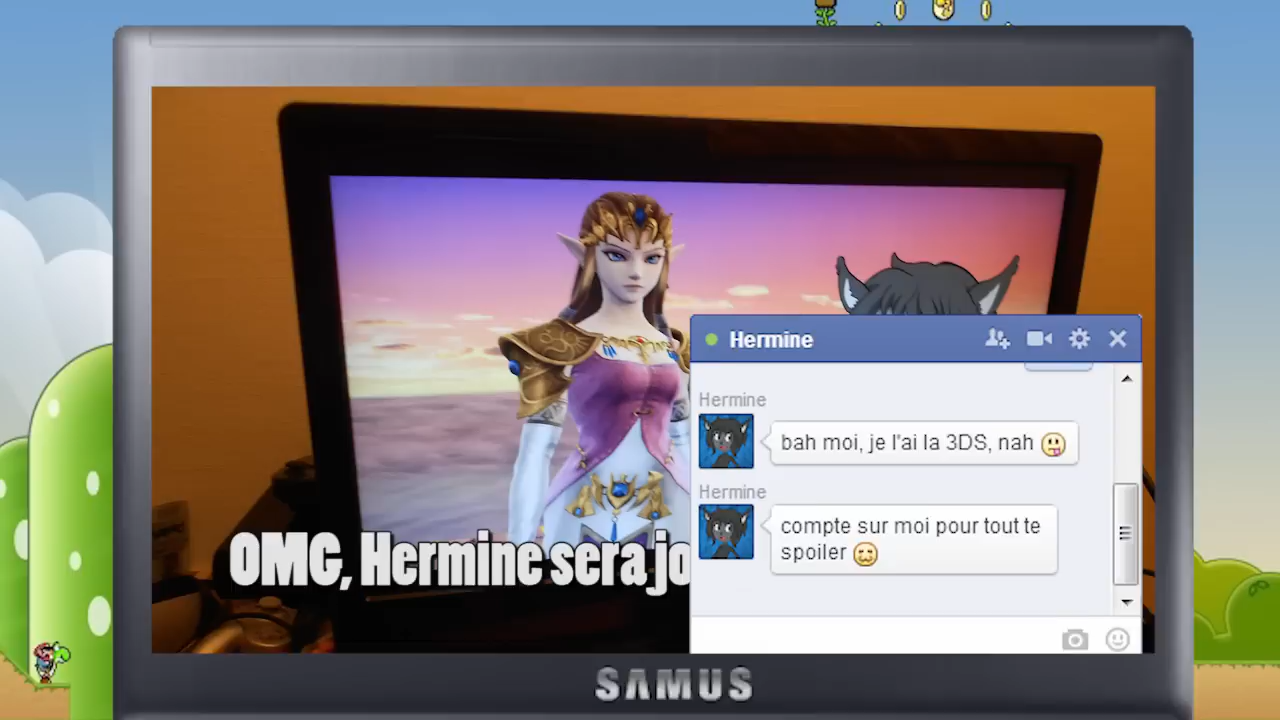 Hermine
Hermine
bah moi, je l'ai la 3DS, nah
Hermine
compte sur moi pour tout te
spoiler
OMG, Hermine sera jo
SAMUS